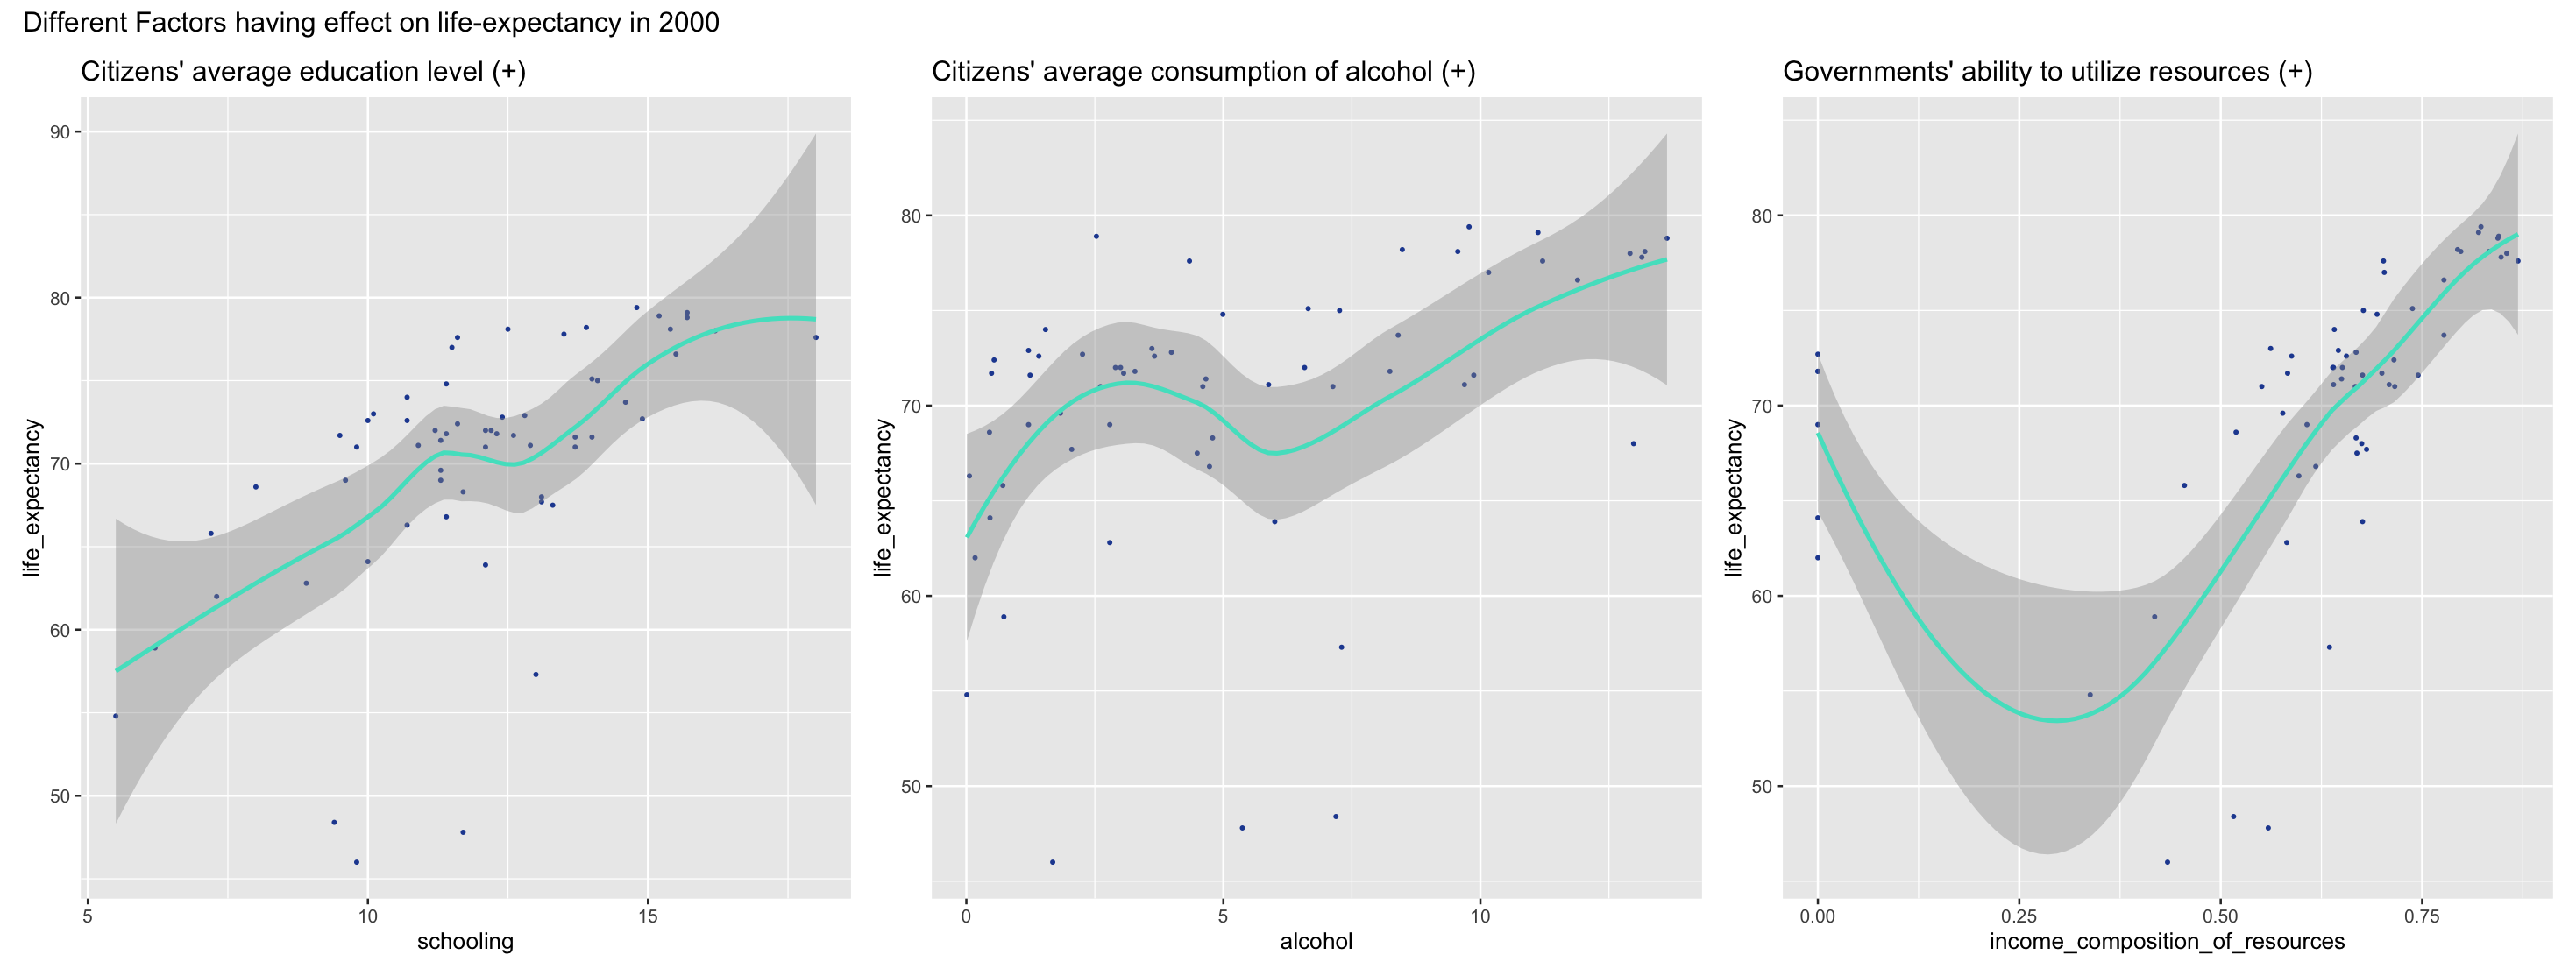 Different Factors having effect on life-expectancy in 2000
Citizens' average education level (+)
90
80
70
60
50
life_expectancy
5
10
15
schooling
Citizens' average consumption of alcohol (+)
80
70
60
50
life_expectancy
0
5
10
alcohol
Governments' ability to utilize resources (+)
80
70
60
50
life_expectancy
0.00
0.25
0.50
0.75
income_composition_of_resources